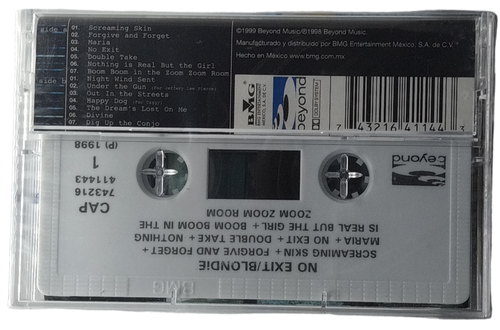 side a
01. Screaming Skin
02. Forgive and Forget
03. Maria
04. No Exit
05. Double Take
06. Nothing is Real But the Girl
07. Boom Boom in the Zoom Zoom Room
side b
01. Night Wind Sent
02. Under the Gun
03. Out in the Streets
04. Happy Dog
05. The Dream's Lost On Me
06. Divine
07. Dig Up the Conjo
©1999 Beyond Music/℗1998 Beyond Music
Manufacturado y distribuido por BMG Entertainment México, S.A. de C.V.
Hecho en México www.bmg.com.mx
BMG
beyond
DOLBY SYSTEM
7 43216 41144 3
beyond
CAP
743216
411443
1
(P) 1998
NO EXIT/BLONDIE
SCREAMING SKIN + FORGIVE AND FORGET +
MARIA + NO EXIT + DOUBLE TAKE + NOTHING
IS REAL BUT THE GIRL + BOOM BOOM IN THE
ZOOM ZOOM ROOM
BMG